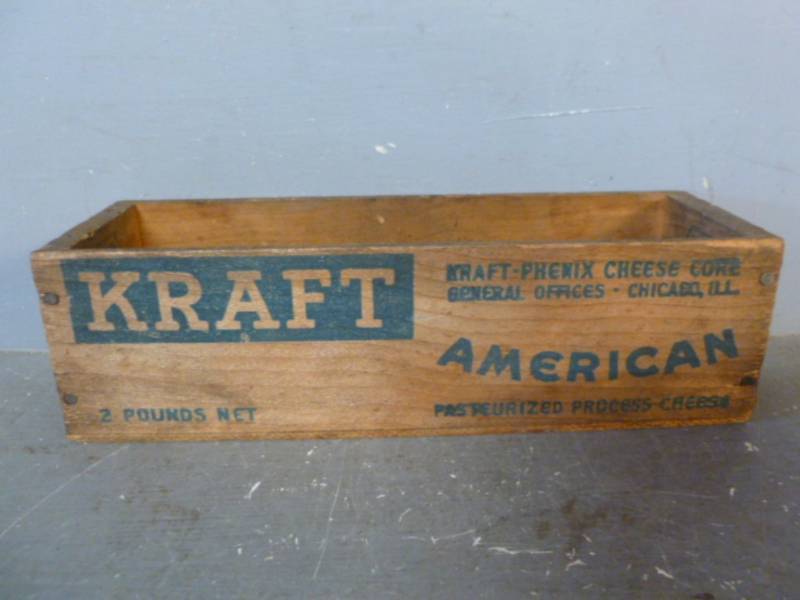 KRAFT
2 POUNDS NET
KRAFT-PHENIX CHEESE CORP.
GENERAL OFFICES - CHICAGO, ILL.
AMERICAN
PASTEURIZED PROCESS CHEESE